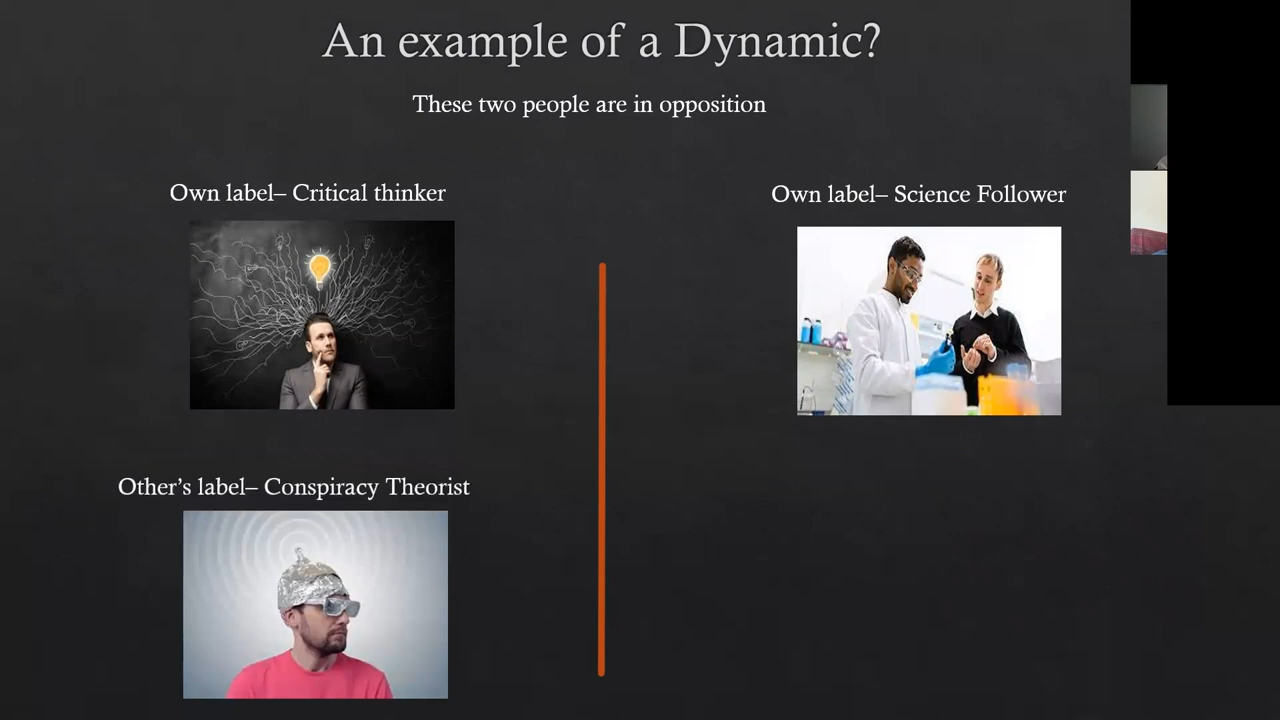 An example of a Dynamic?
These two people are in opposition
Own label– Critical thinker
Own label– Science Follower
Other's label– Conspiracy Theorist